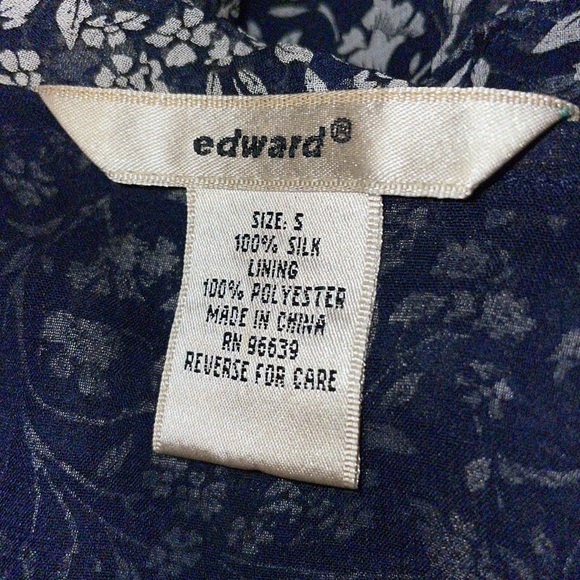 edward®
SIZE: S
100% SILK
LINING
100% POLYESTER
MADE IN CHINA
RN 96639
REVERSE FOR CARE